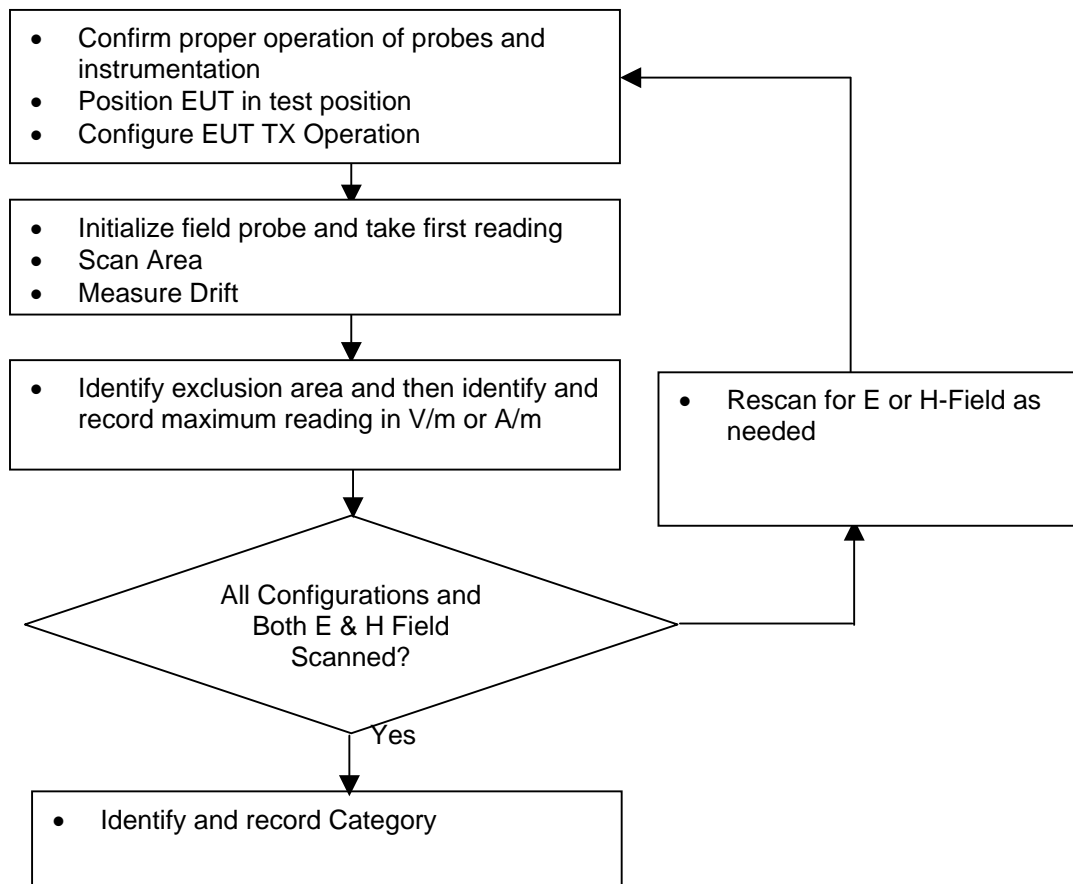 • Confirm proper operation of probes and
instrumentation
• Position EUT in test position
• Configure EUT TX Operation
• Initialize field probe and take first reading
• Scan Area
• Measure Drift
• Identify exclusion area and then identify and
record maximum reading in V/m or A/m
• Rescan for E or H-Field as
needed
All Configurations and
Both E & H Field
Scanned?
Yes
• Identify and record Category